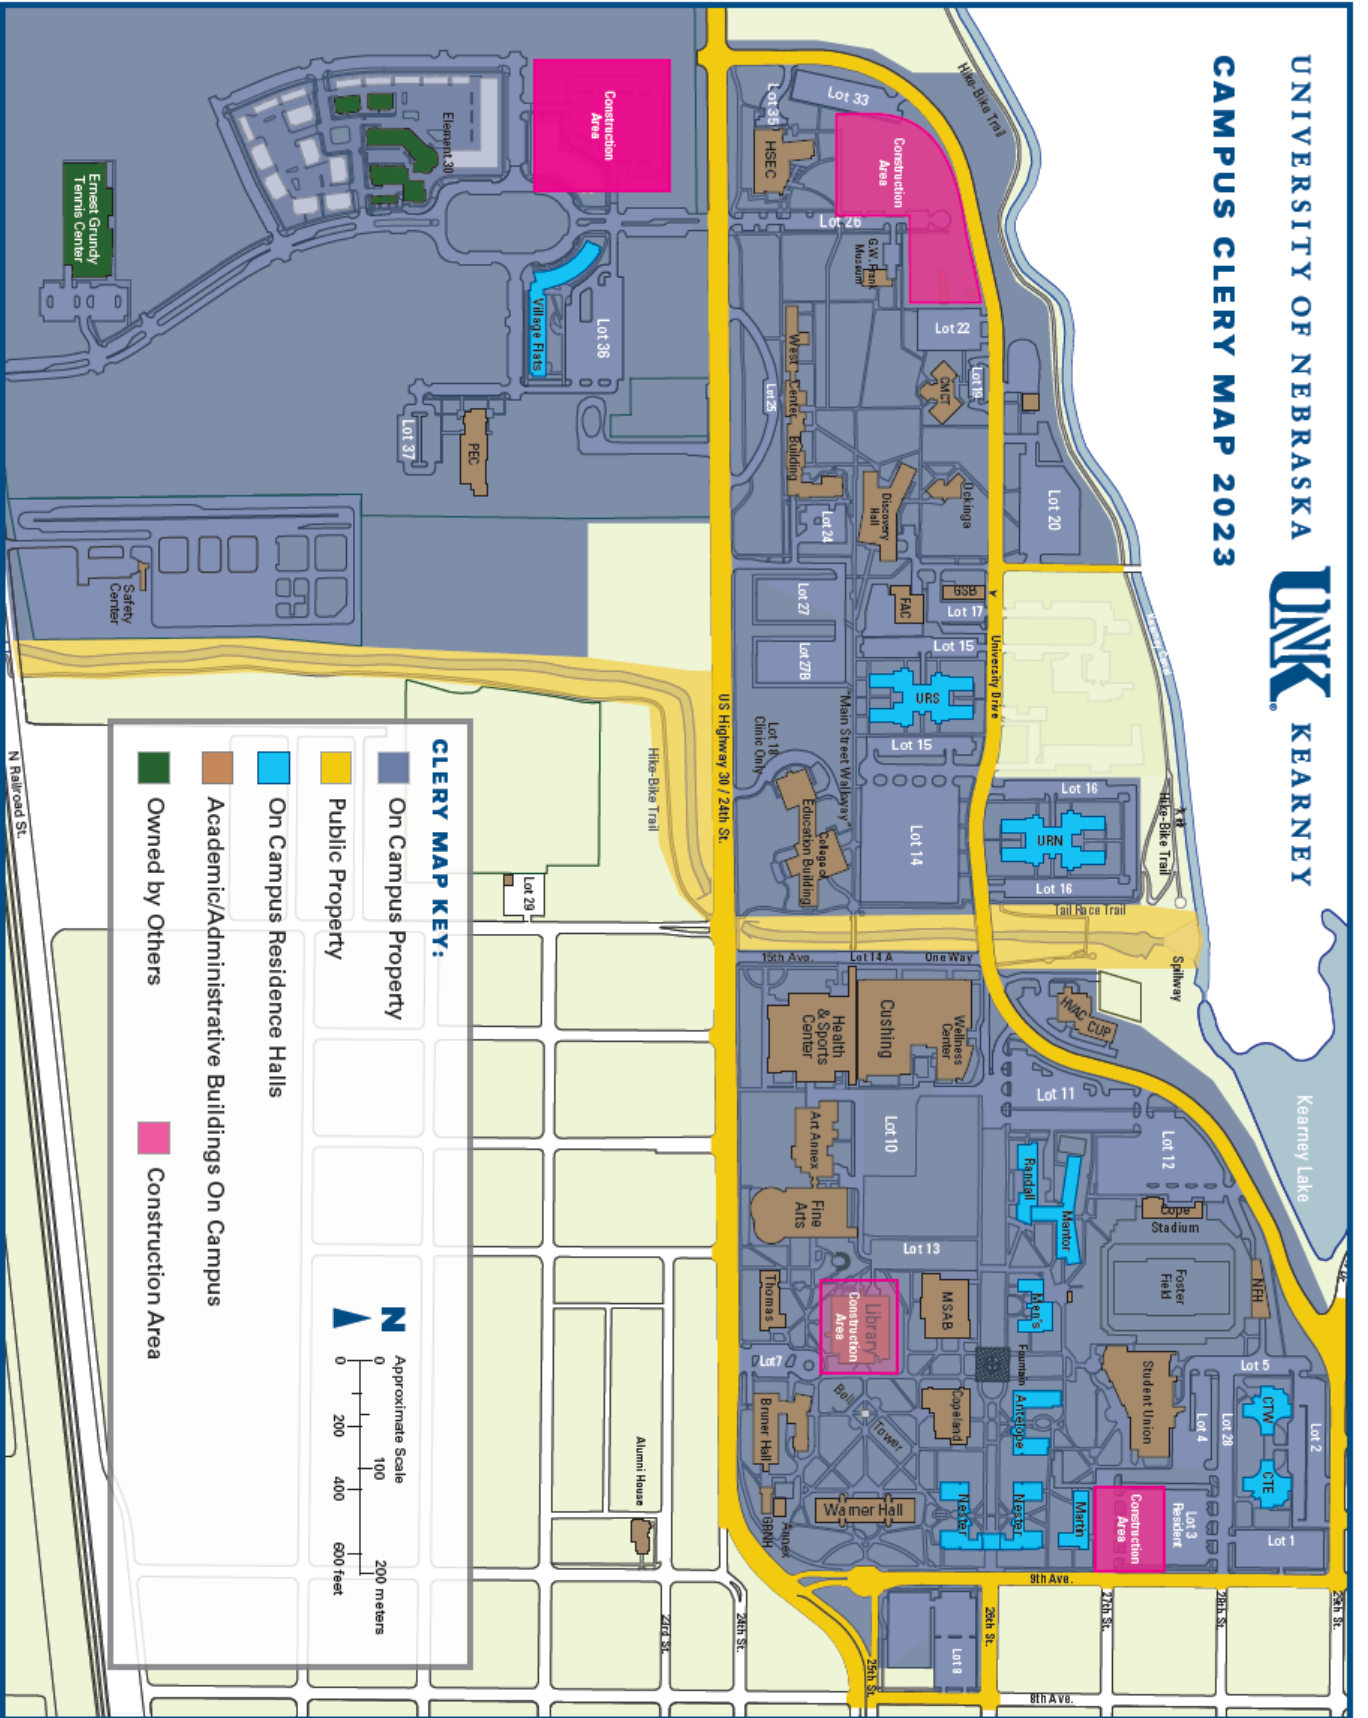 UNIVERSITY OF NEBRASKA UNK® KEARNEY
CAMPUS CLERY MAP 2023
Hike-Bike Trail
Lot 33
Lot 35
HSEC
Construction
Area
Lot 26
G.W. Frank
Museum
Lot 22
Lot 19
CMCT
Lot 20
Otkinga
Discovery
Hall
West Center Building
Lot 25
Lot 24
GSB
Lot 17
FAC
Lot 15
URS
Lot 15
University Drive
Lot 27
Lot 27B
"Main Street Walkway"
Lot 18
Clinic Only
College of
Education Building
Lot 14
Lot 16
URN
Lot 16
Hike-Bike Trail
Tail Race Trail
Spillway
Kearney Lake
15th Ave.
Lot 14 A
One Way
HVAC CUP
Health
& Sports
Center
Cushing
Wellness
Center
Lot 11
Lot 12
Lot 10
Art Annex
Fine
Arts
Randall
Mantor
Cope
Stadium
Foster
Field
NFH
Lot 13
Thomas
Library
Construction
Area
MSAB
Men's
Fountain
Student Union
Lot 5
Lot 7
Bell Tower
Copeland
Antelope
Lot 4
Lot 28
CTW
CTE
Lot 2
Lot 1
Bruner Hall
Warner Hall
Nester
Nester
Martin
Construction
Area
Lot 3
Resident
GRNH
Annex
9th Ave.
Lot 8
8th Ave.
29th St.
28th St.
27th St.
26th St.
25th St.
24th St.
23rd St.
US Highway 30 / 24th St.
Construction
Area
Element 30
Ernest Grundy
Tennis Center
Village Flats
Lot 36
Lot 37
PEC
Safety
Center
Hike-Bike Trail
Lot 29
Alumni House
N Railroad St.
CLERY MAP KEY:
On Campus Property
Public Property
On Campus Residence Halls
Academic/Administrative Buildings On Campus
Owned by Others
Construction Area
N
Approximate Scale
0 100 200 meters
0 200 400 600 feet